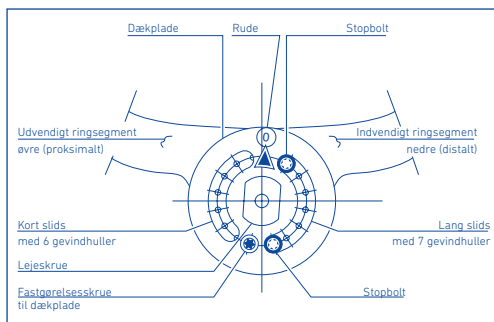 Dækplade
Rude
Stopbolt
0
Udvendigt ringsegment
øvre (proksimalt)
Indvendigt ringsegment
nedre (distalt)
Kort slids
med 6 gevindhuller
Lang slids
med 7 gevindhuller
Lejeskrue
Fastgørelsesskrue
til dækplade
Stopbolt